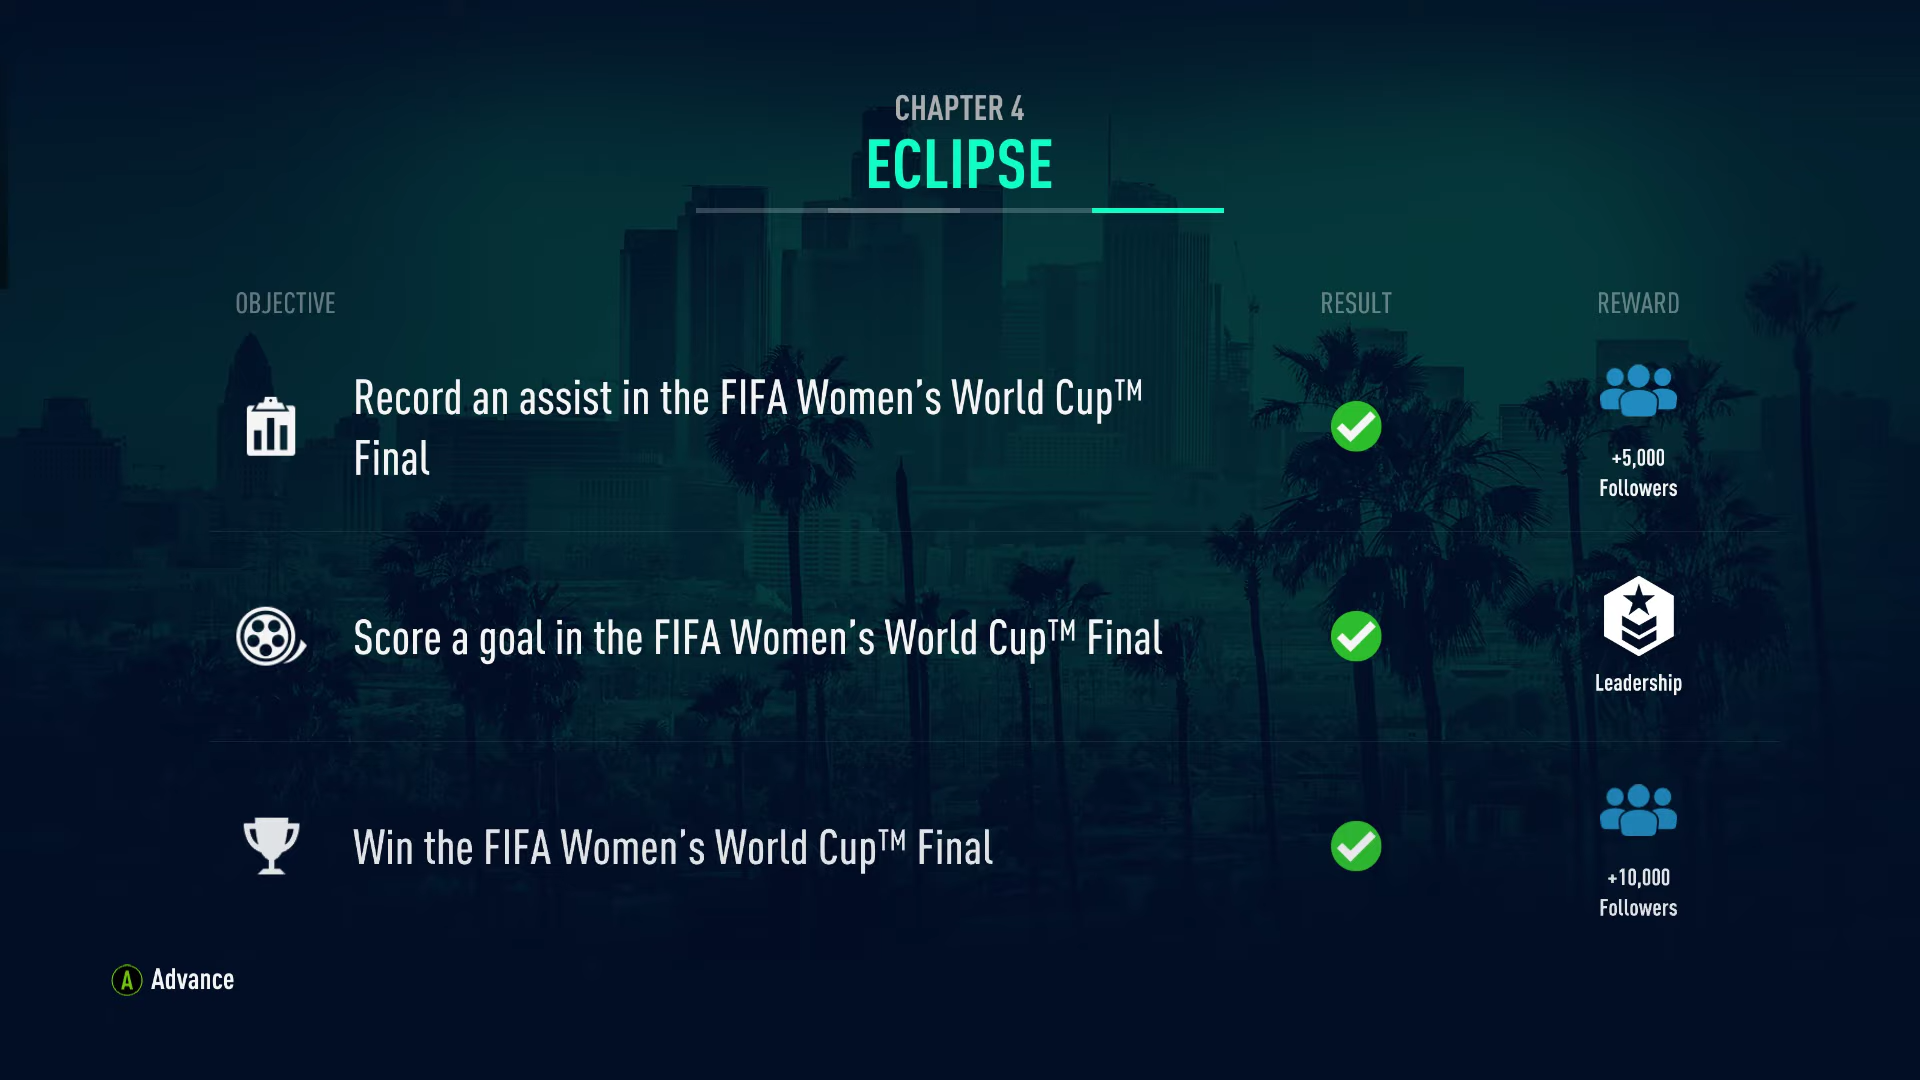 CHAPTER 4
ECLIPSE
OBJECTIVE
RESULT
REWARD
Record an assist in the FIFA Women’s World Cup™
Final
+5,000
Followers
Score a goal in the FIFA Women’s World Cup™ Final
Leadership
Win the FIFA Women’s World Cup™ Final
+10,000
Followers
A Advance